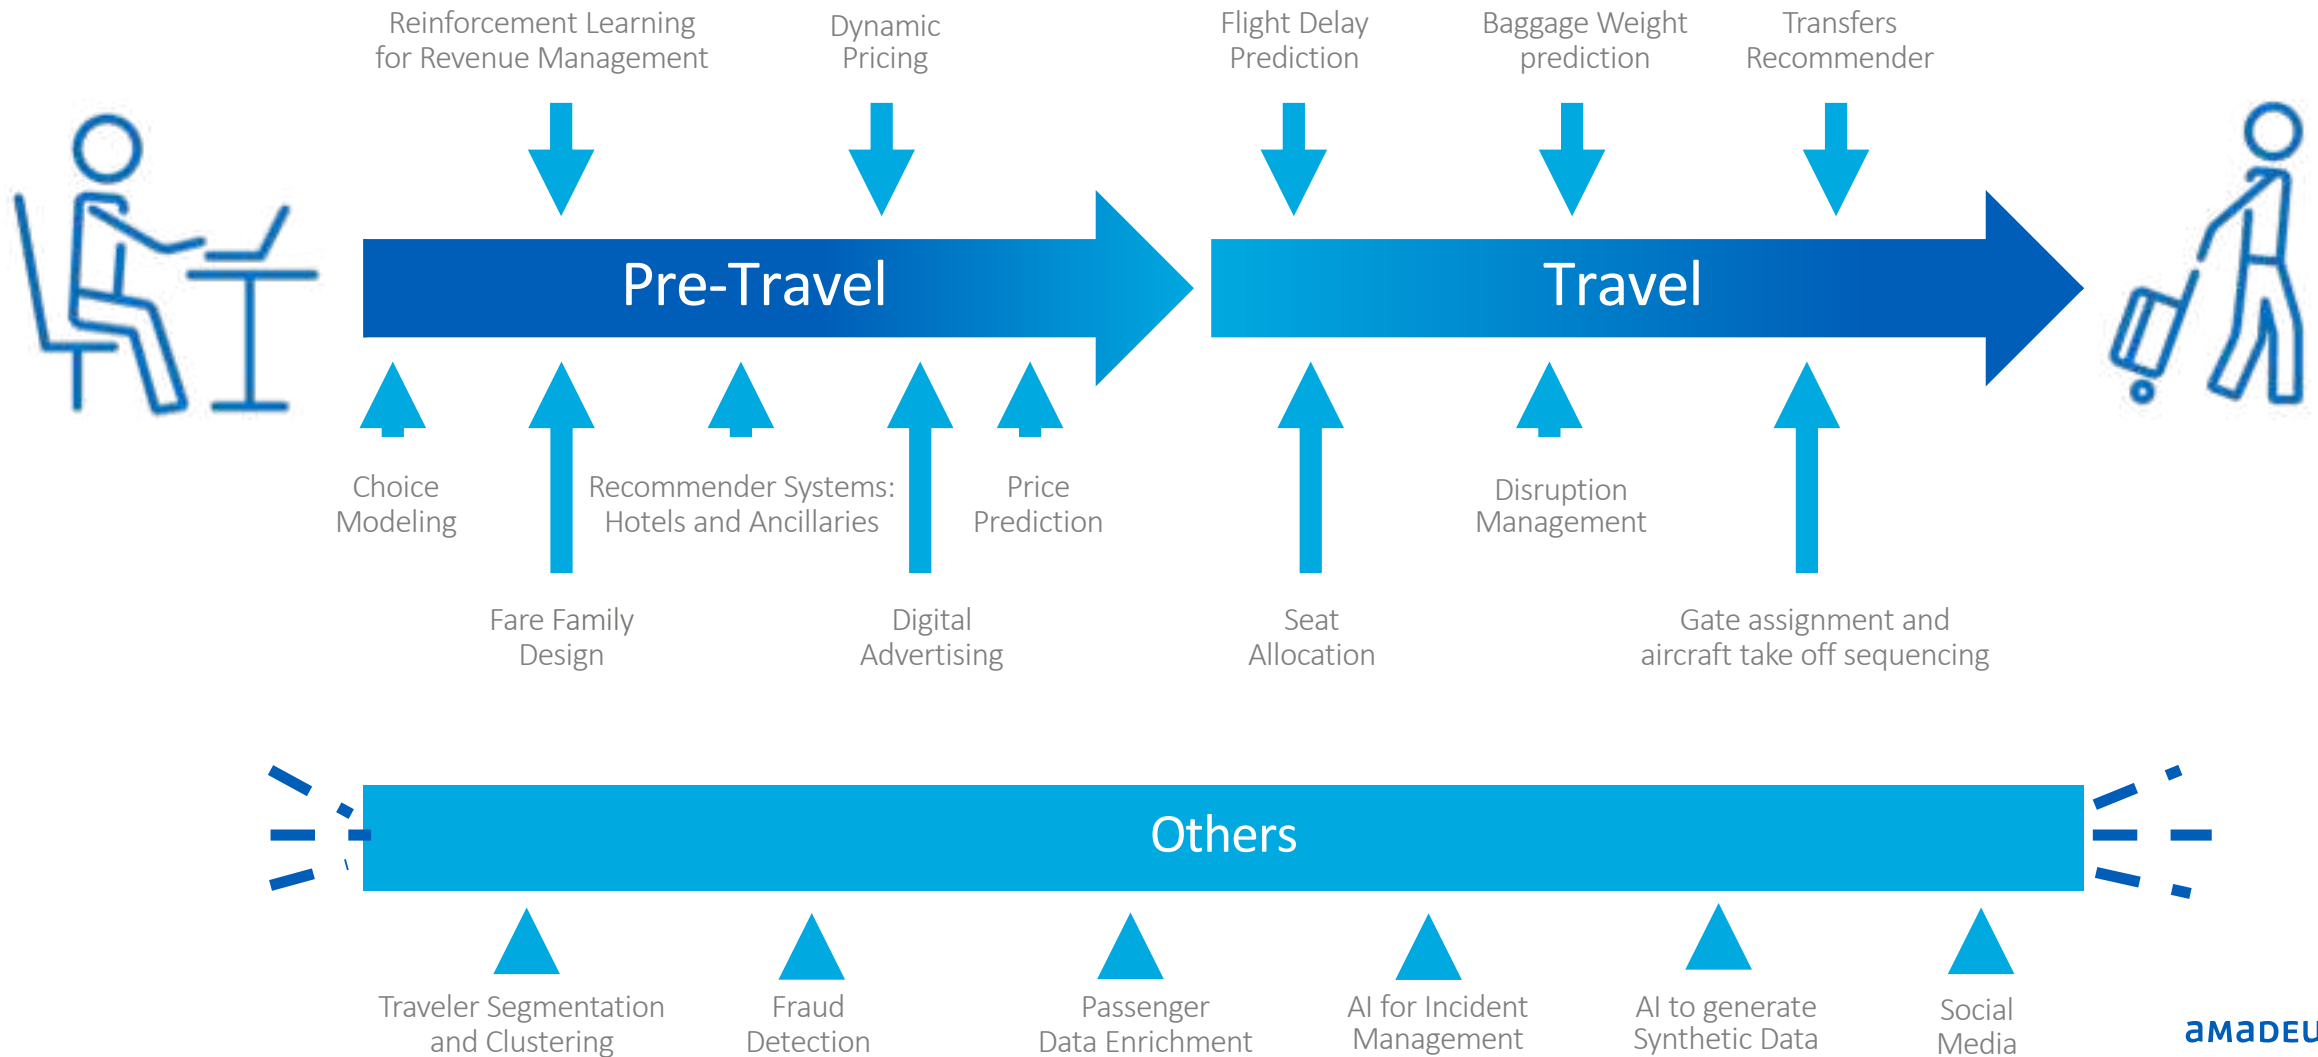 Reinforcement Learning
for Revenue Management
Dynamic
Pricing
Flight Delay
Prediction
Baggage Weight
prediction
Transfers
Recommender
Pre-Travel
Travel
Choice
Modeling
Recommender Systems:
Hotels and Ancillaries
Price
Prediction
Disruption
Management
Fare Family
Design
Digital
Advertising
Seat
Allocation
Gate assignment and
aircraft take off sequencing
Others
Traveler Segmentation
and Clustering
Fraud
Detection
Passenger
Data Enrichment
AI for Incident
Management
AI to generate
Synthetic Data
Social
Media
amadeu